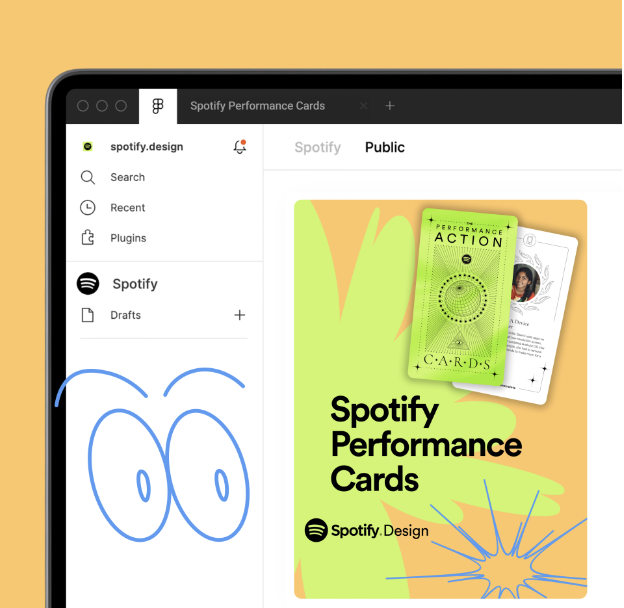 Spotify Performance Cards
spotify.design
Search
Recent
Plugins
Spotify
Drafts
Spotify
Public
THE
PERFORMANCE
ACTION
C·A·R·D·S
Spotify
Performance
Cards
Spotify.Design